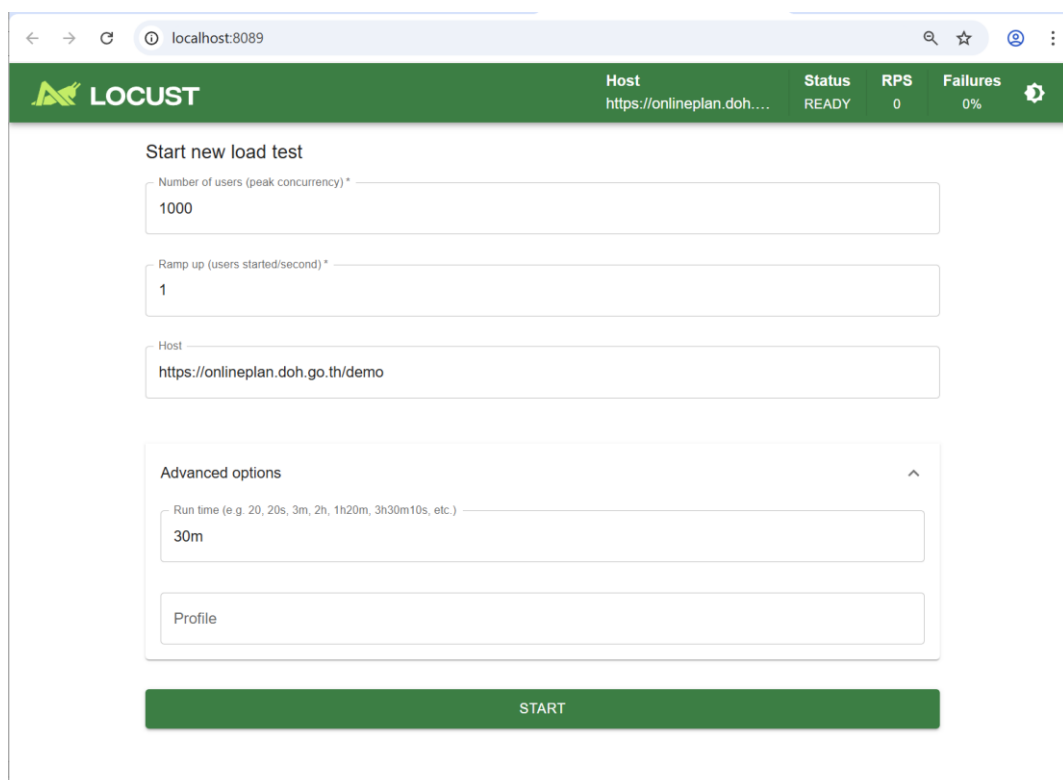 localhost:8089
LOCUST
Host
https://onlineplan.doh....
Status
READY
RPS
0
Failures
0%
Start new load test
Number of users (peak concurrency) *
1000
Ramp up (users started/second) *
1
Host
https://onlineplan.doh.go.th/demo
Advanced options
Run time (e.g. 20, 20s, 3m, 2h, 1h20m, 3h30m10s, etc.)
30m
Profile
START